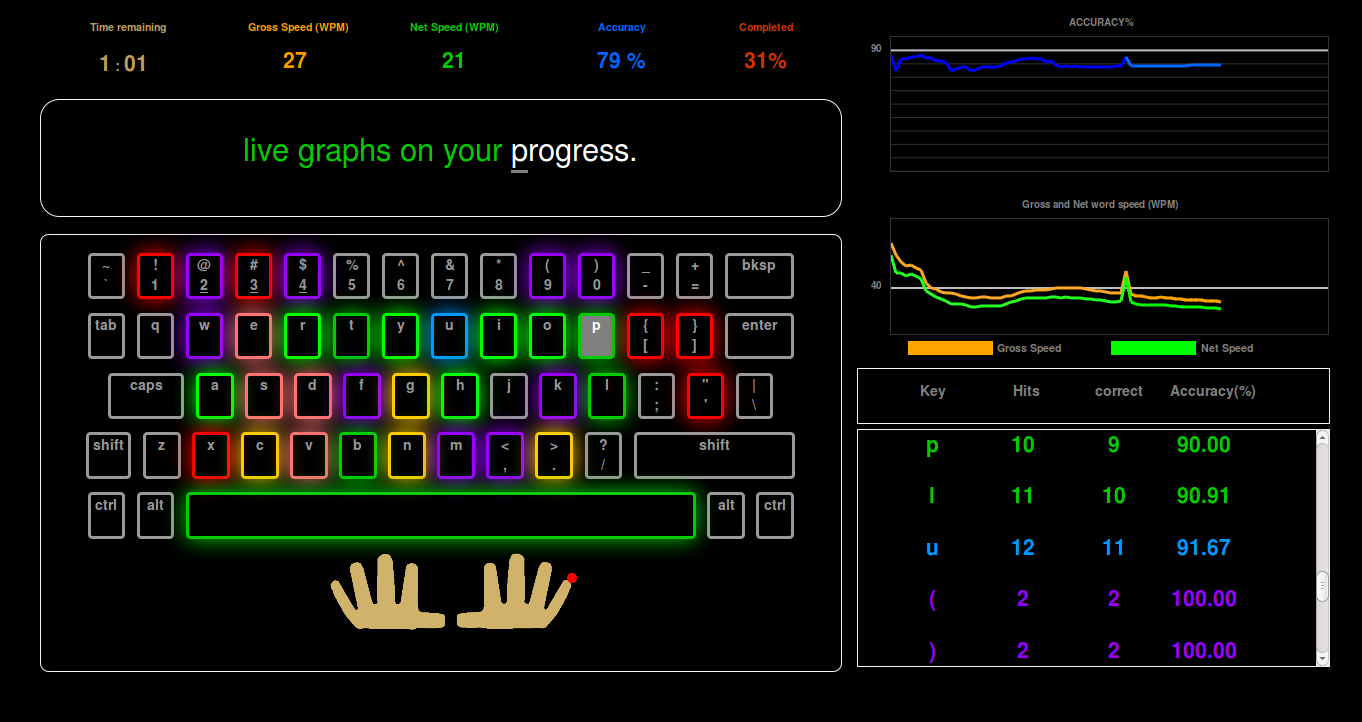 Time remaining Gross Speed (WPM) Net Speed (WPM) Accuracy Completed
1 : 01 27 21 79 % 31%
live graphs on your progress.
~ ! @ # $ % ^ & * ( ) _ + bksp
` 1 2 3 4 5 6 7 8 9 0 - =
tab q w e r t y u i o p { } enter
[ ]
caps a s d f g h j k l : " |
; ' \
shift z x c v b n m < > ? shift
, . /
ctrl alt alt ctrl
ACCURACY%
90
Gross and Net word speed (WPM)
40
Gross Speed Net Speed
Key Hits correct Accuracy(%)
p 10 9 90.00
l 11 10 90.91
u 12 11 91.67
( 2 2 100.00
) 2 2 100.00